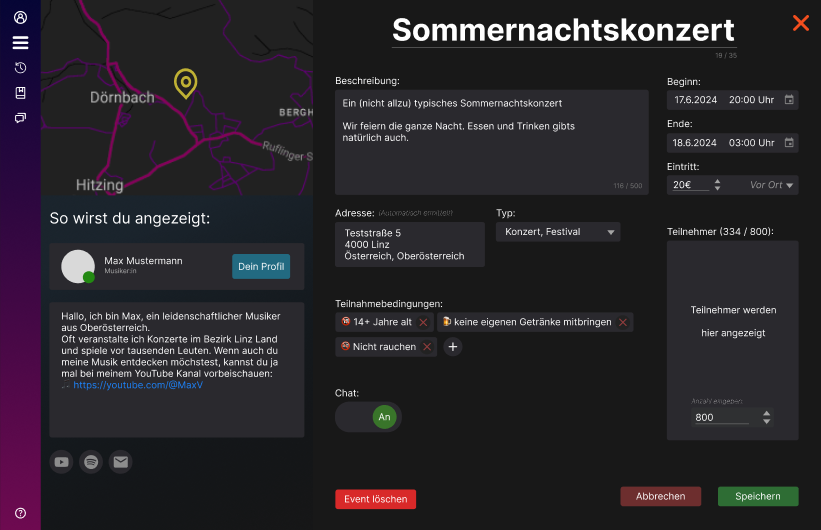 Dörnbach
BERGH
Ruflinger S
Hitzing
So wirst du angezeigt:
Max Mustermann
Musiker:in
Dein Profil
Hallo, ich bin Max, ein leidenschaftlicher Musiker
aus Oberösterreich.
Oft veranstalte ich Konzerte im Bezirk Linz Land
und spiele vor tausenden Leuten. Wenn auch du
meine Musik entdecken möchstest, kannst du ja
mal bei meinem YouTube Kanal vorbeischauen:
https://youtube.com/@MaxV
Sommernachtskonzert
19 / 35
Beschreibung:
Ein (nicht allzu) typisches Sommernachtskonzert
Wir feiern die ganze Nacht. Essen und Trinken gibts
natürlich auch.
116 / 500
Beginn:
17.6.2024 20:00 Uhr
Ende:
18.6.2024 03:00 Uhr
Eintritt:
20€ Vor Ort
Adresse: (Automatisch ermittelt)
Teststraße 5
4000 Linz
Österreich, Oberösterreich
Typ:
Konzert, Festival
Teilnehmer (334 / 800):
Teilnehmer werden
hier angezeigt
Anzahl eingeben:
800
Teilnahmebedingungen:
14+ Jahre alt
keine eigenen Getränke mitbringen
Nicht rauchen
Chat:
An
Event löschen
Abbrechen
Speichern